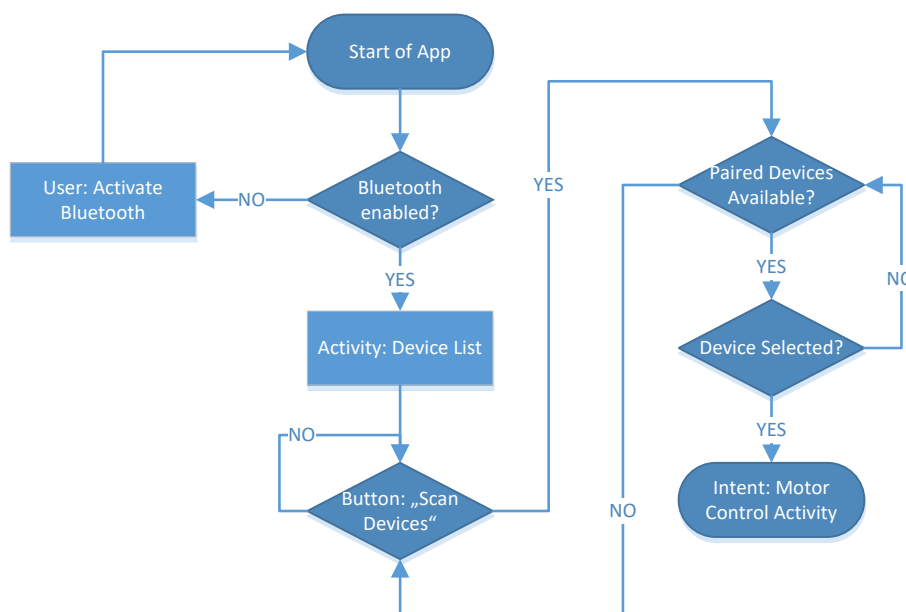 Start of App
User: Activate
Bluetooth
NO
Bluetooth
enabled?
YES
Activity: Device List
NO
Button: „Scan
Devices“
YES
Paired Devices
Available?
YES
NO
Device Selected?
YES
NO
Intent: Motor
Control Activity